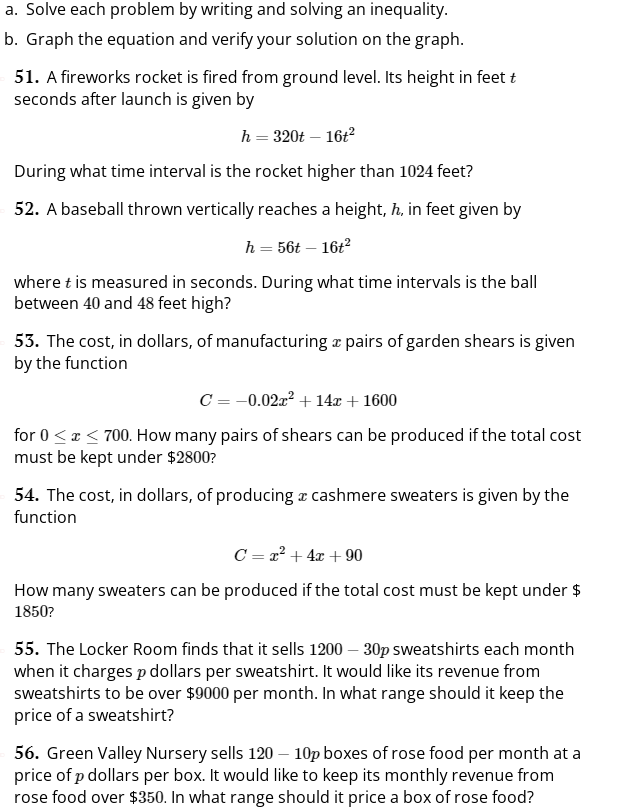 a. Solve each problem by writing and solving an inequality.
b. Graph the equation and verify your solution on the graph.
51. A fireworks rocket is fired from ground level. Its height in feet t
seconds after launch is given by
h = 320t − 16t²
During what time interval is the rocket higher than 1024 feet?
52. A baseball thrown vertically reaches a height, h, in feet given by
h = 56t − 16t²
where t is measured in seconds. During what time intervals is the ball
between 40 and 48 feet high?
53. The cost, in dollars, of manufacturing x pairs of garden shears is given
by the function
C = −0.02x² + 14x + 1600
for 0 ≤ x ≤ 700. How many pairs of shears can be produced if the total cost
must be kept under $2800?
54. The cost, in dollars, of producing x cashmere sweaters is given by the
function
C = x² + 4x + 90
How many sweaters can be produced if the total cost must be kept under $
1850?
55. The Locker Room finds that it sells 1200 − 30p sweatshirts each month
when it charges p dollars per sweatshirt. It would like its revenue from
sweatshirts to be over $9000 per month. In what range should it keep the
price of a sweatshirt?
56. Green Valley Nursery sells 120 − 10p boxes of rose food per month at a
price of p dollars per box. It would like to keep its monthly revenue from
rose food over $350. In what range should it price a box of rose food?